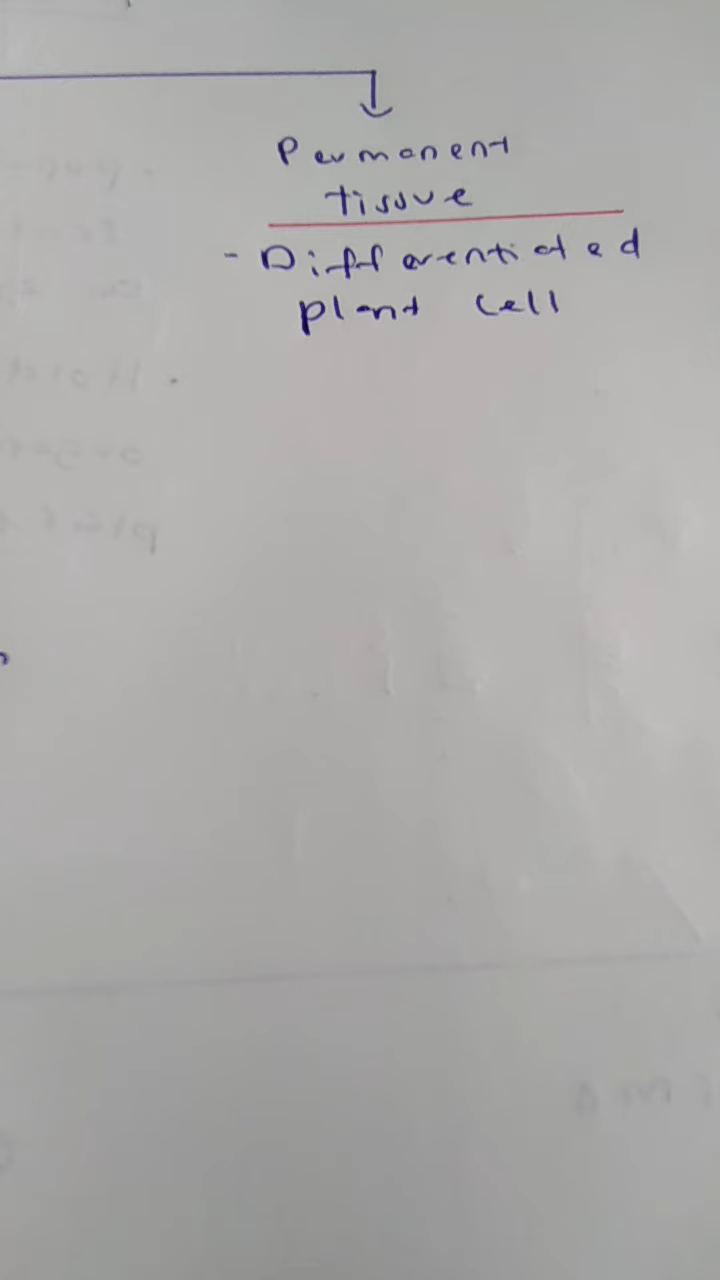 Permanent
tissue
- Differentiated
plant cell